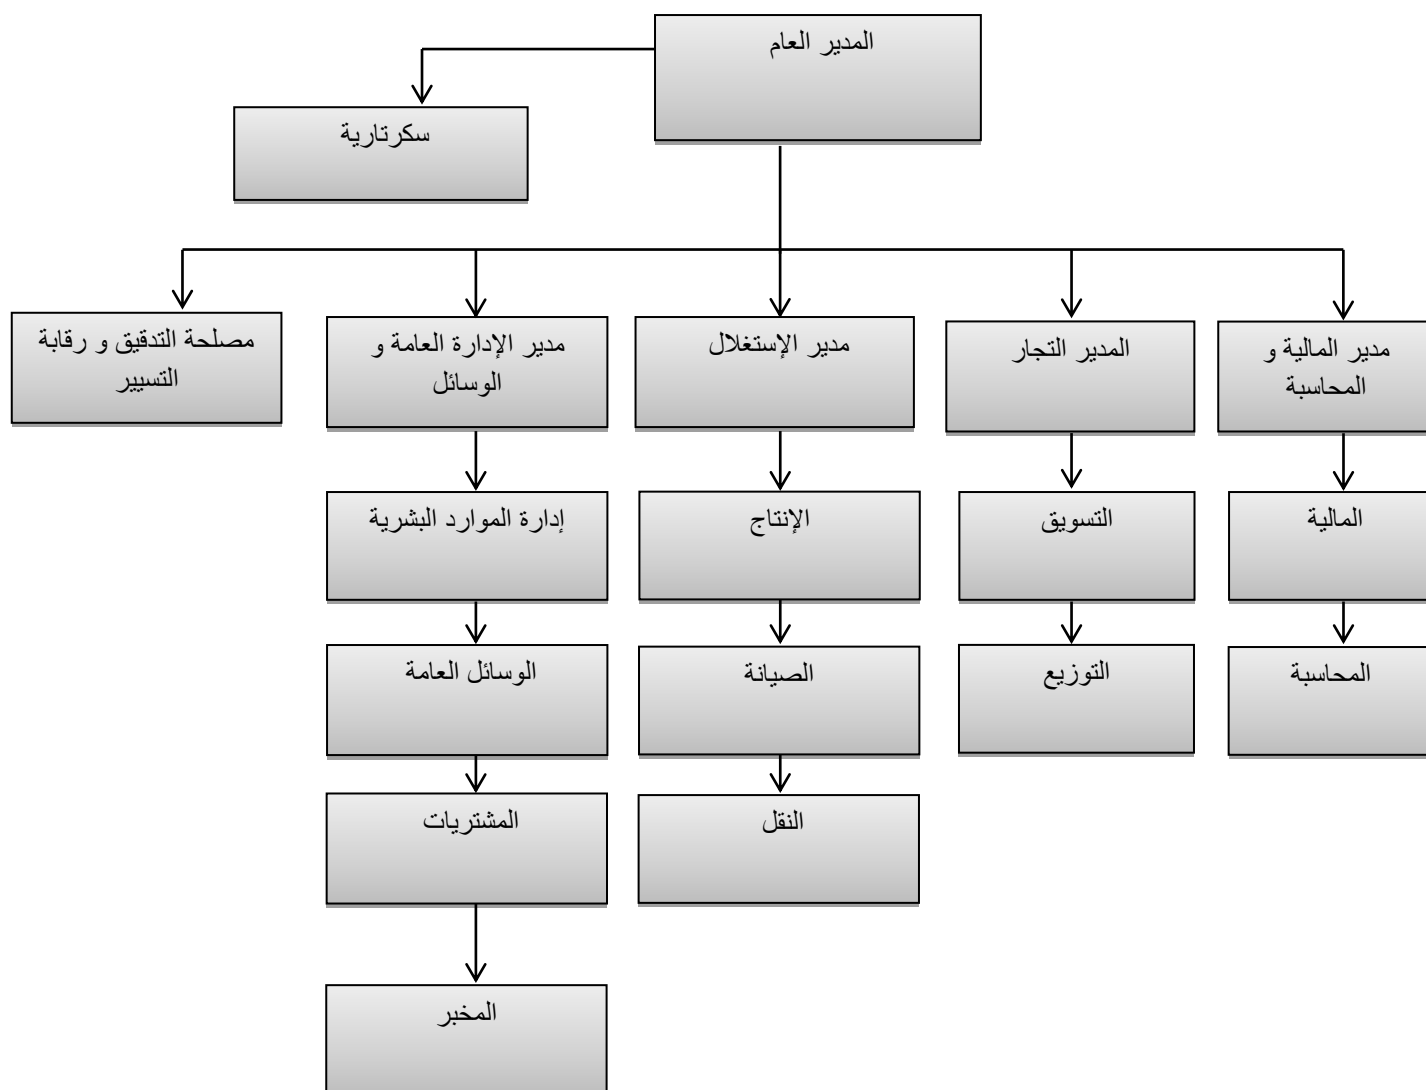 المدير العام
سكرتارية
مدير المالية و
المحاسبة
المدير التجار
مدير الإستغلال
مدير الإدارة العامة و
الوسائل
مصلحة التدقيق و رقابة
التسيير
المالية
التسويق
الإنتاج
إدارة الموارد البشرية
المحاسبة
التوزيع
الصيانة
الوسائل العامة
النقل
المشتريات
المخبر